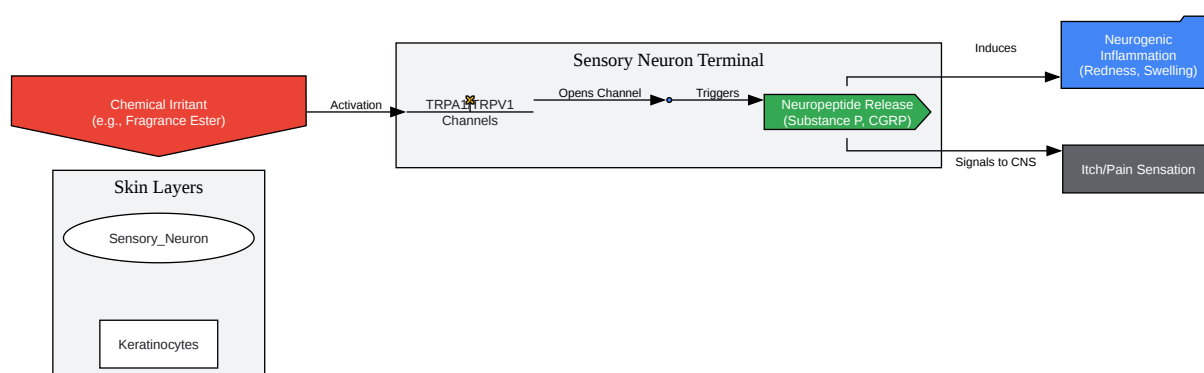 Chemical Irritant
(e.g., Fragrance Ester)
Skin Layers
Sensory_Neuron
Keratinocytes
Activation
Sensory Neuron Terminal
TRPA1/TRPV1
Channels
Opens Channel
Triggers
Neuropeptide Release
(Substance P, CGRP)
Induces
Neurogenic
Inflammation
(Redness, Swelling)
Signals to CNS
Itch/Pain Sensation